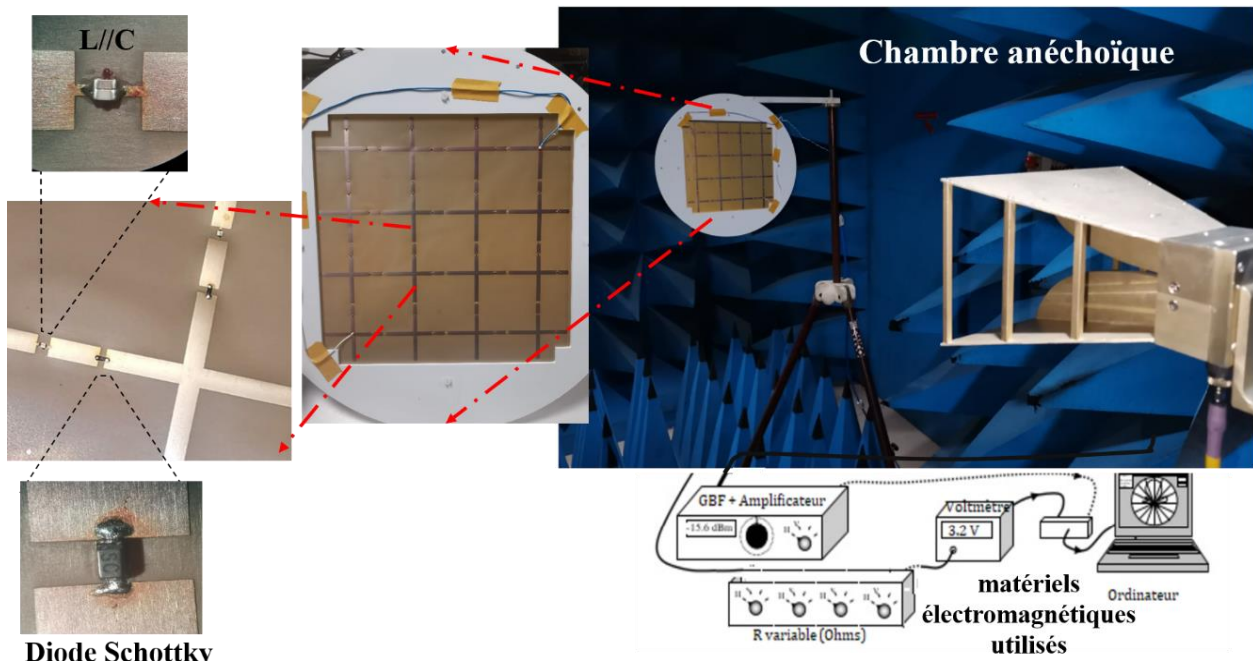 L//C
Chambre anéchoïque
GBF + Amplificateur
-15.6 dBm
Voltmètre
3.2 V
R variable (Ohms)
Ordinateur
matériels
électromagnétiques
utilisés
Diode Schottky